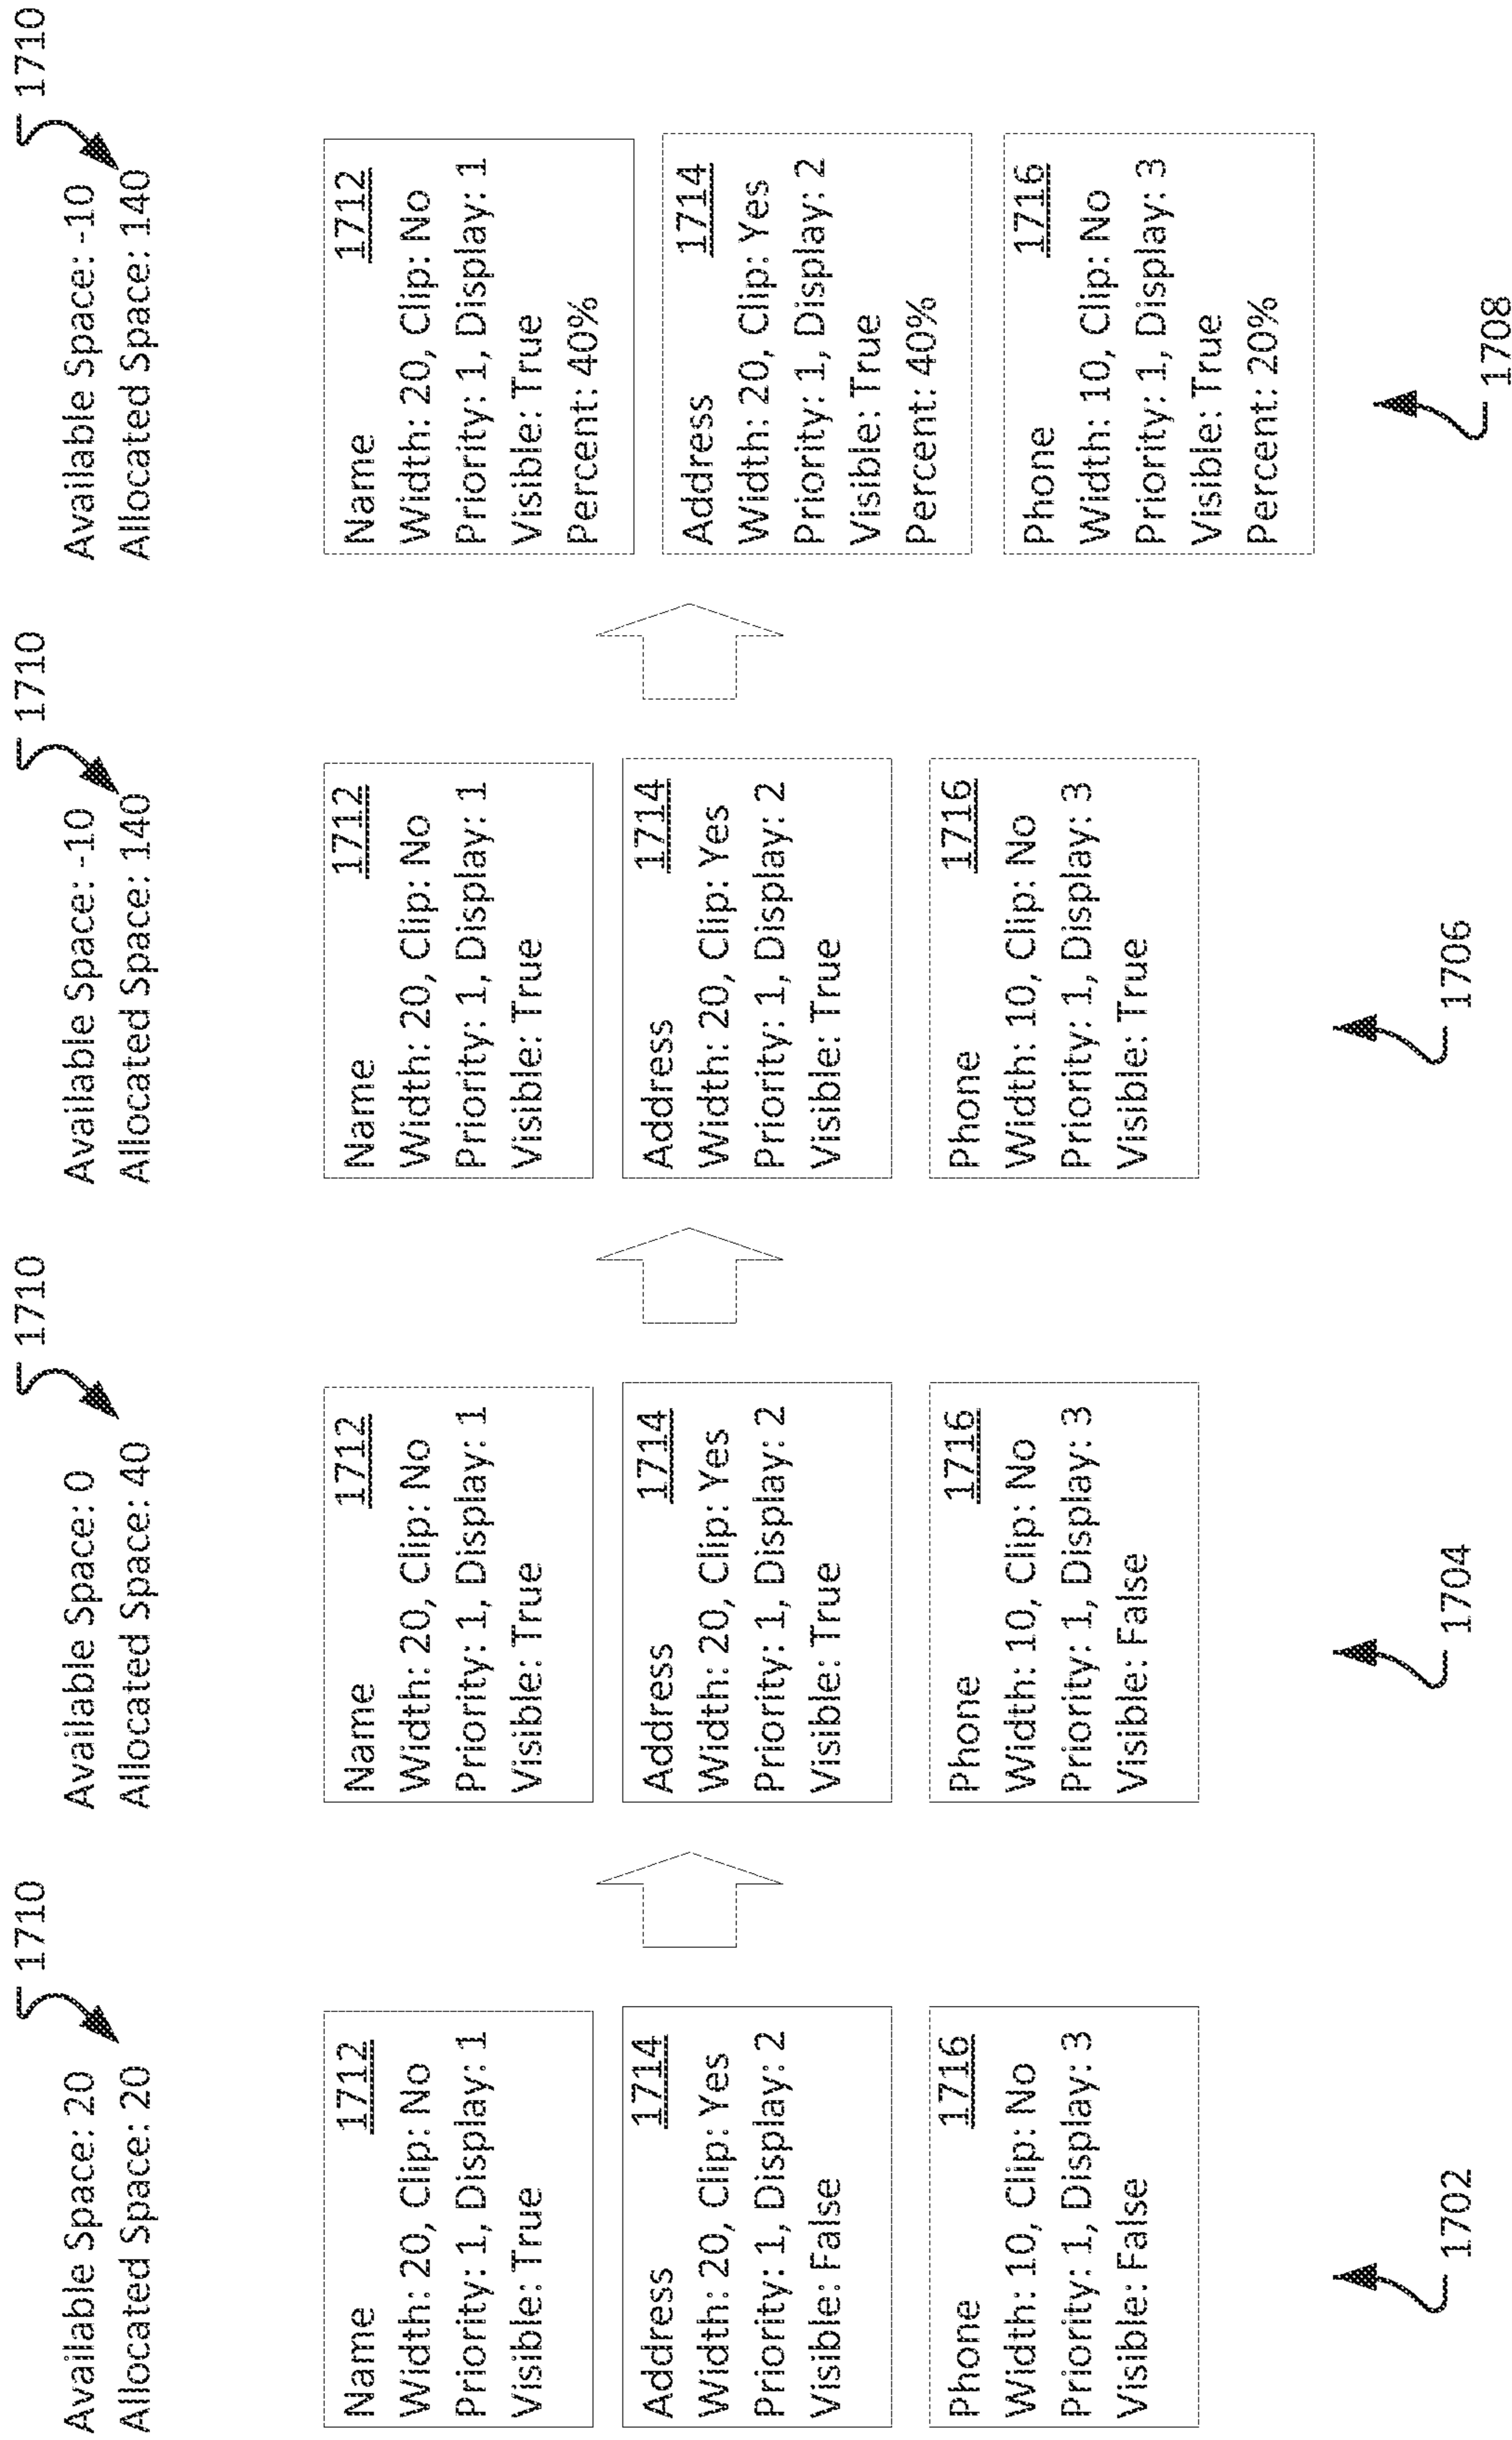 1710
Available Space: 20
Allocated Space: 20
Name 1712
Width: 20, Clip: No
Priority: 1, Display: 1
Visible: True
Address 1714
Width: 20, Clip: Yes
Priority: 1, Display: 2
Visible: False
Phone 1716
Width: 10, Clip: No
Priority: 1, Display: 3
Visible: False
1702
1710
Available Space: 0
Allocated Space: 40
Name 1712
Width: 20, Clip: No
Priority: 1, Display: 1
Visible: True
Address 1714
Width: 20, Clip: Yes
Priority: 1, Display: 2
Visible: True
Phone 1716
Width: 10, Clip: No
Priority: 1, Display: 3
Visible: False
1704
1710
Available Space: -10
Allocated Space: 140
Name 1712
Width: 20, Clip: No
Priority: 1, Display: 1
Visible: True
Address 1714
Width: 20, Clip: Yes
Priority: 1, Display: 2
Visible: True
Phone 1716
Width: 10, Clip: No
Priority: 1, Display: 3
Visible: True
1706
1710
Available Space: -10
Allocated Space: 140
Name 1712
Width: 20, Clip: No
Priority: 1, Display: 1
Visible: True
Percent: 40%
Address 1714
Width: 20, Clip: Yes
Priority: 1, Display: 2
Visible: True
Percent: 40%
Phone 1716
Width: 10, Clip: No
Priority: 1, Display: 3
Visible: True
Percent: 20%
1708